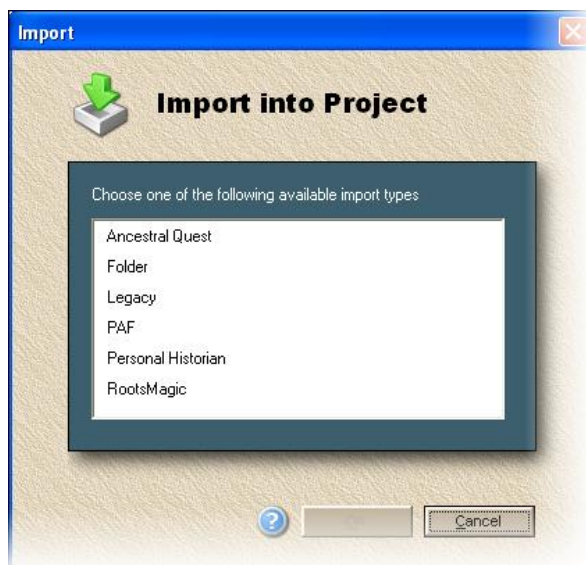 Import
Import into Project
Choose one of the following available import types
Ancestral Quest
Folder
Legacy
PAF
Personal Historian
RootsMagic
Cancel